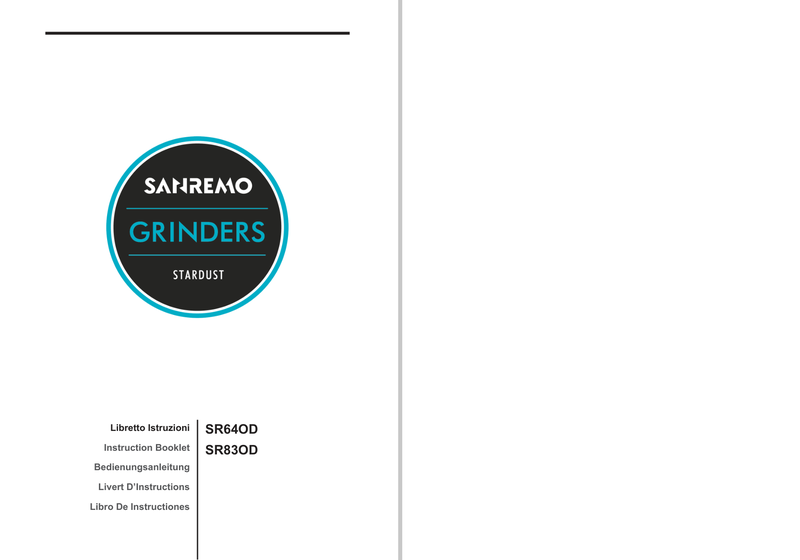 SANREMO
GRINDERS
STARDUST
Libretto Istruzioni
SR64OD
Instruction Booklet
SR83OD
Bedienungsanleitung
Livert D’Instructions
Libro De Instructiones